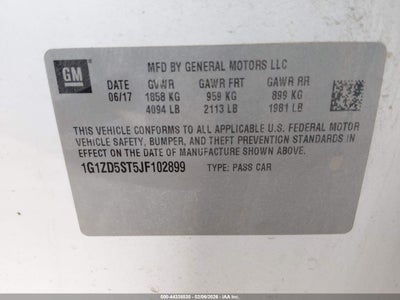 GM
MFD BY GENERAL MOTORS LLC
DATE GVWR GAWR FRT GAWR RR
06/17 1858 KG 959 KG 899 KG
4094 LB 2113 LB 1981 LB
THIS VEHICLE CONFORMS TO ALL APPLICABLE U.S. FEDERAL MOTOR
VEHICLE SAFETY, BUMPER, AND THEFT PREVENTION STANDARDS IN
EFFECT ON THE DATE OF MANUFACTURE SHOWN ABOVE.
1G1ZD5ST5JF102899 TYPE: PASS CAR